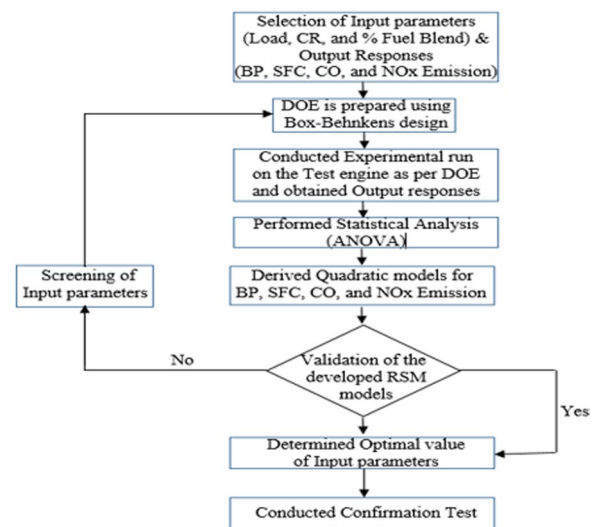 Selection of Input parameters
(Load, CR, and % Fuel Blend) &
Output Responses
(BP, SFC, CO, and NOx Emission)
DOE is prepared using
Box-Behnkens design
Conducted Experimental run
on the Test engine as per DOE
and obtained Output responses
Performed Statistical Analysis
(ANOVA)
Screening of
Input parameters
Derived Quadratic models for
BP, SFC, CO, and NOx Emission
No
Validation of the
developed RSM
models
Yes
Determined Optimal value
of Input parameters
Conducted Confirmation Test